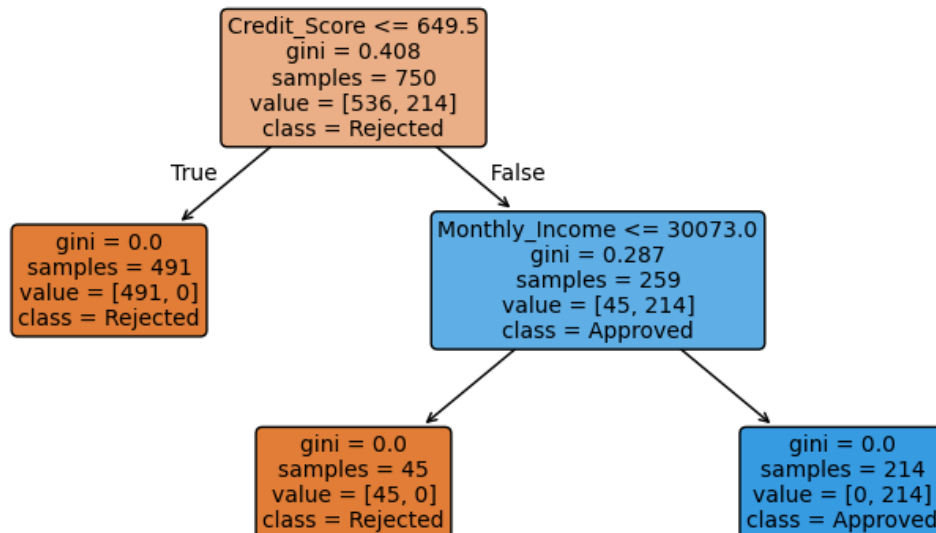 Credit_Score <= 649.5
gini = 0.408
samples = 750
value = [536, 214]
class = Rejected
True
False
gini = 0.0
samples = 491
value = [491, 0]
class = Rejected
Monthly_Income <= 30073.0
gini = 0.287
samples = 259
value = [45, 214]
class = Approved
gini = 0.0
samples = 45
value = [45, 0]
class = Rejected
gini = 0.0
samples = 214
value = [0, 214]
class = Approved